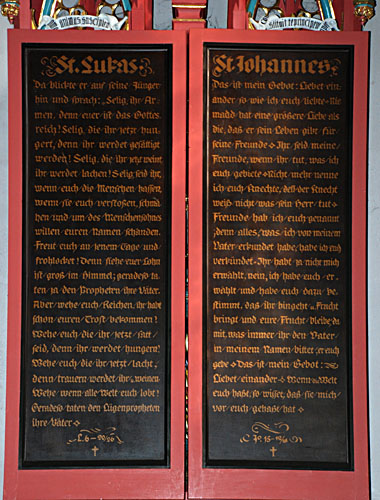 St. Lukas
Da blickte er auf seine Jünger
hin und sprach: Selig, ihr Ar-
men, denn euer ist das Gottes-
reich! Selig, die ihr jetzt hun-
gert, denn ihr werdet gesättigt
werden! Selig, die ihr jetzt weint,
ihr werdet lachen! Selig seid ihr,
wenn euch die Menschen hassen,
wenn sie euch verstoßen, schmä-
hen und um des Menschensohns
willen euren Namen schänden.
Freut euch an jenem Tage und
frohlocket! Denn siehe euer Lohn
ist groß im Himmel; geradeso ta-
ten ja den Propheten ihre Väter.
Aber wehe euch, Reichen, ihr habt
schon euren Trost bekommen!
Wehe euch die ihr jetzt satt
seid, denn ihr werdet hungern!
Wehe euch, die ihr jetzt lacht,
denn trauern werdet ihr u. weinen.
Wehe wenn alle Welt euch lobt!
Geradeso taten den Lügenpropheten
ihre Väter
St. Johannes
Das ist mein Gebot: Liebet ein-
ander so wie ich euch liebte. Nie-
mand hat eine größere Liebe als
die, daß er sein Leben gibt für
seine Freunde. Ihr seid meine
Freunde, wenn ihr tut, was ich
euch gebiete. Nicht mehr nenne
ich euch Knechte, deß der Knecht
weiß nicht was sein Herr tut.
Freunde hab ich euch genannt
denn alles, was ich von meinem
Vater erkundet habe, habe ich euch
verkündet. Ihr habt ja nicht mich
erwählt, nein, ich habe euch er-
wählt und habe euch dazu be-
stimmt, daß ihr hingeht u. Frucht
bringt und eure Frucht bleibe, da-
mit, was immer ihr den Vater
in meinem Namen bittet, er euch
gebe. Das ist mein Gebot:
Liebet einander. Wenn die Welt
euch haßt, so wisset, daß sie mich
vor euch gehaßt hat